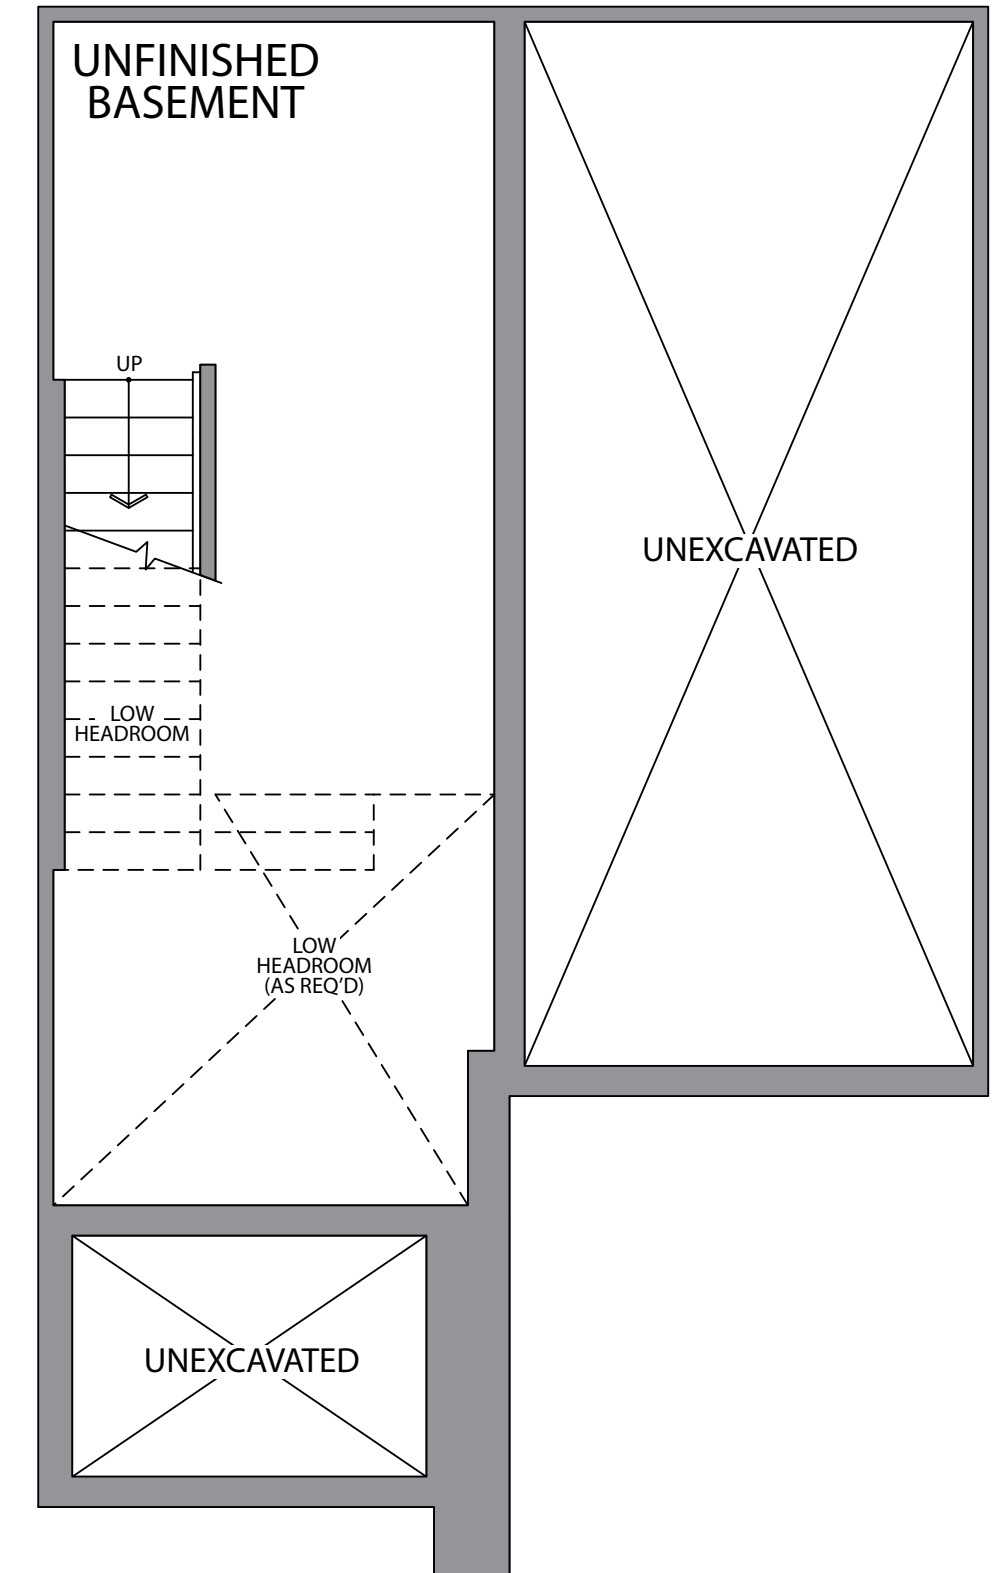 UNFINISHED
BASEMENT
UP
UNEXCAVATED
LOW
HEADROOM
LOW
HEADROOM
(AS REQ’D)
UNEXCAVATED